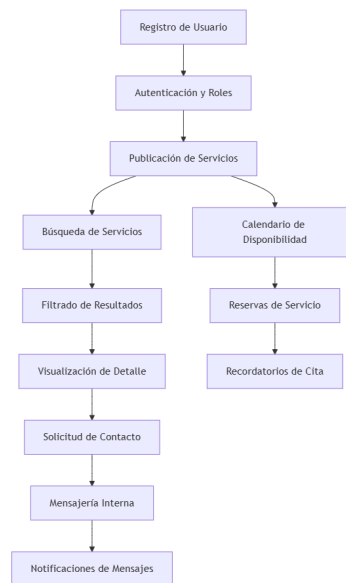 Registro de Usuario
Autenticación y Roles
Publicación de Servicios
Búsqueda de Servicios
Calendario de
Disponibilidad
Filtrado de Resultados
Reservas de Servicio
Visualización de Detalle
Recordatorios de Cita
Solicitud de Contacto
Mensajería Interna
Notificaciones de Mensajes